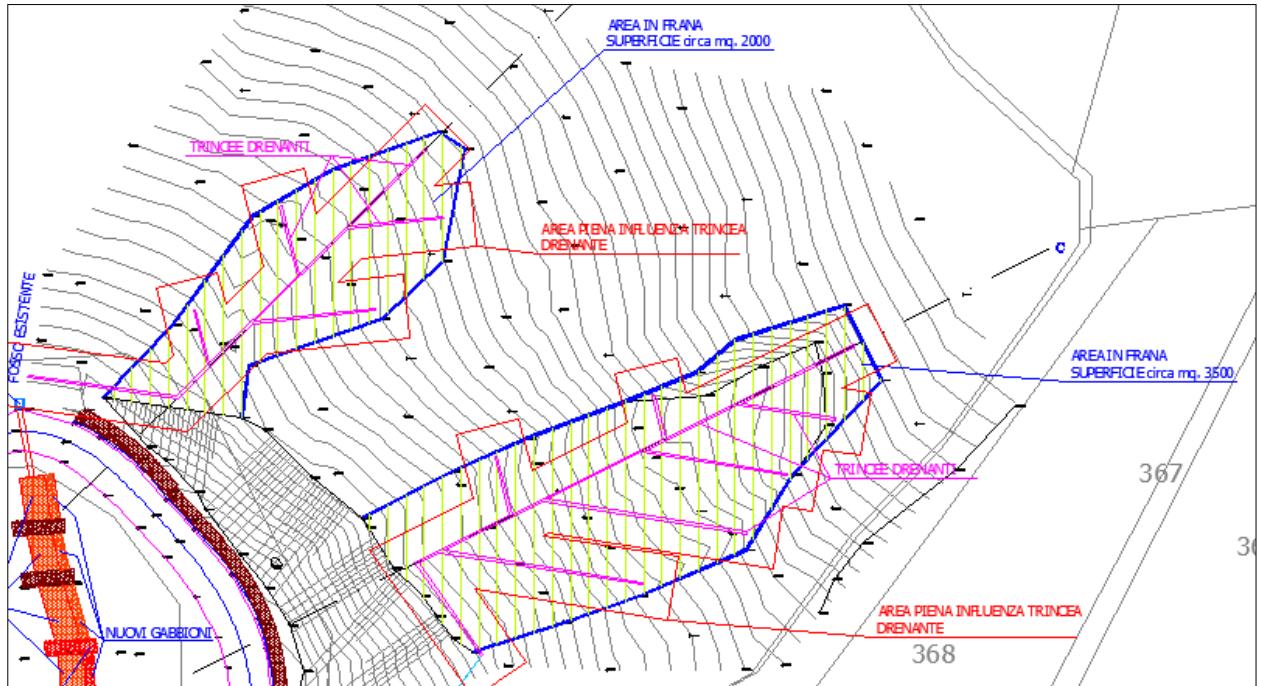 AREA IN FRANA
SUPERFICIE circa mq. 2000
TRINCEE DRENANTI
AREA PIENA INFLUENZA TRINCEA
DRENANTE
C
FOSSO ESISTENTE
AREA IN FRANA
SUPERFICIE circa mq. 3500
TRINCEE DRENANTI
367
36
C
AREA PIENA INFLUENZA TRINCEA
DRENANTE
NUOVI GABBIONI
368